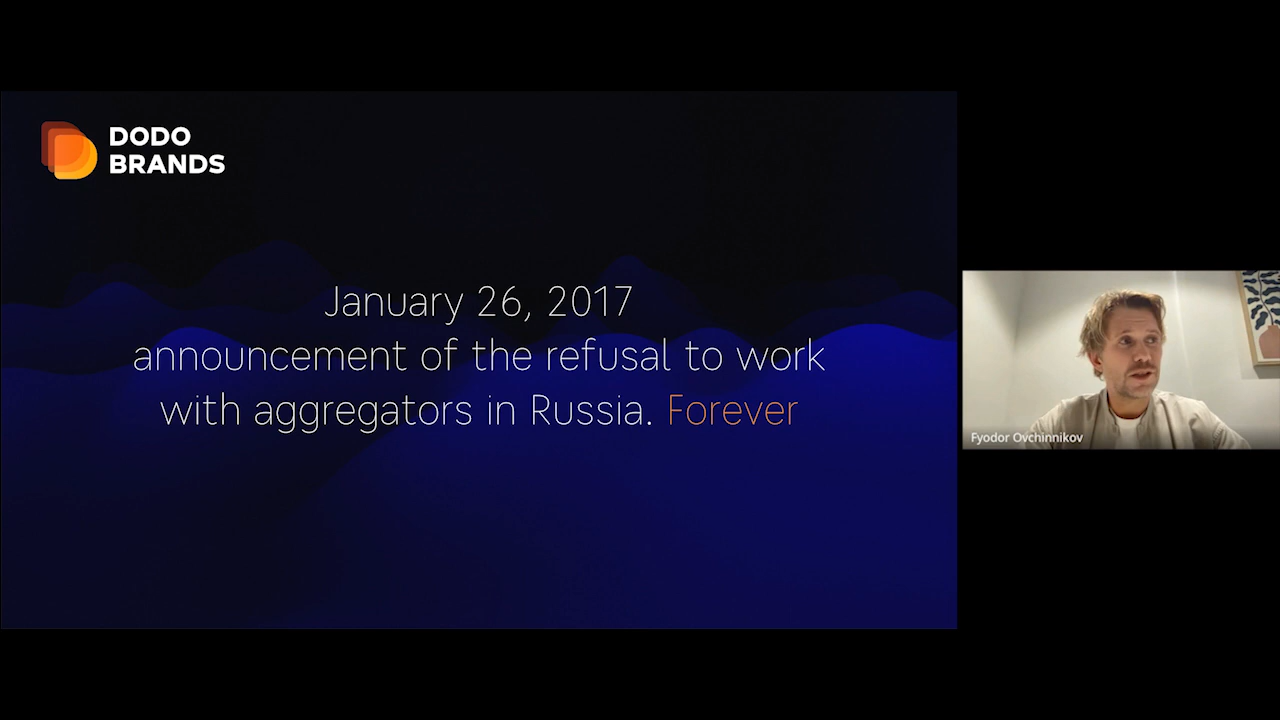 DODO
BRANDS
January 26, 2017
announcement of the refusal to work
with aggregators in Russia. Forever
Fyodor Ovchinnikov